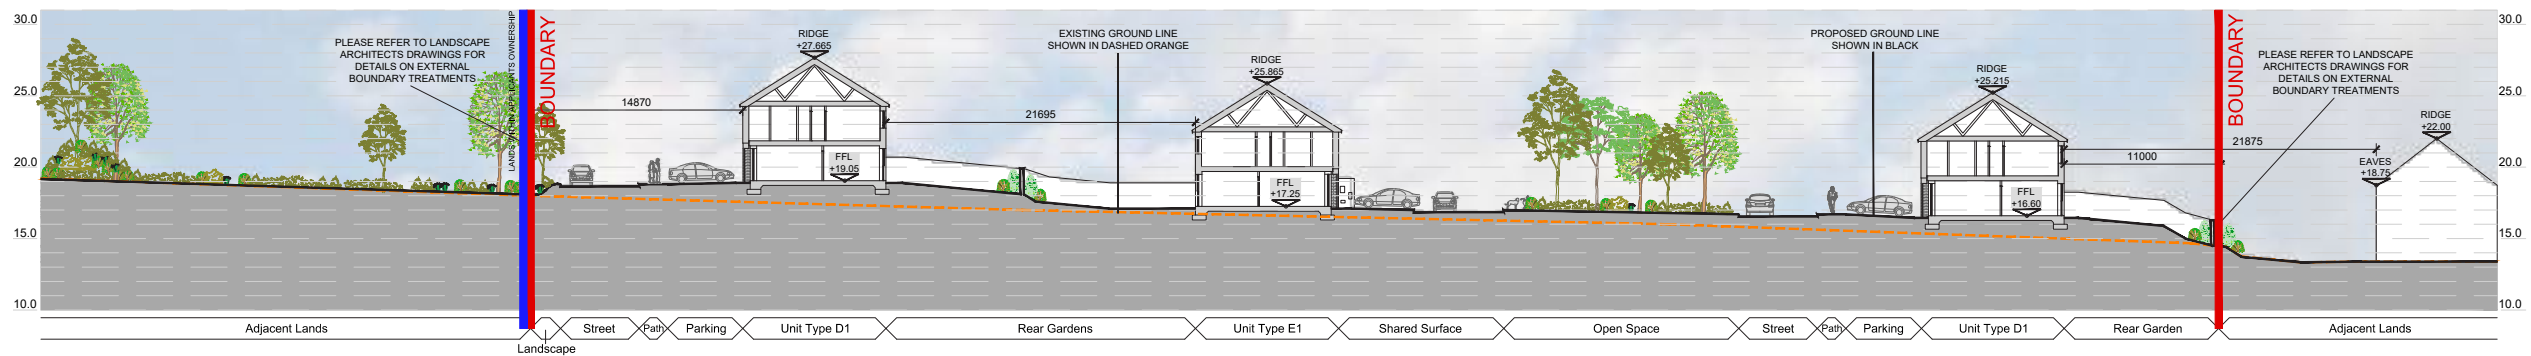 30.0
25.0
20.0
15.0
10.0
PLEASE REFER TO LANDSCAPE
ARCHITECTS DRAWINGS FOR
DETAILS ON EXTERNAL
BOUNDARY TREATMENTS
LANDS WITHIN APPLICANTS OWNERSHIP
BOUNDARY
14870
RIDGE
+27.665
FFL
+19.05
21695
EXISTING GROUND LINE
SHOWN IN DASHED ORANGE
RIDGE
+25.865
FFL
+17.25
PROPOSED GROUND LINE
SHOWN IN BLACK
RIDGE
+25.215
FFL
+16.60
11000
21875
BOUNDARY
PLEASE REFER TO LANDSCAPE
ARCHITECTS DRAWINGS FOR
DETAILS ON EXTERNAL
BOUNDARY TREATMENTS
EAVES
+18.75
RIDGE
+22.00
30.0
25.0
20.0
15.0
10.0
Adjacent Lands
Landscape
Street
Path
Parking
Unit Type D1
Rear Gardens
Unit Type E1
Shared Surface
Open Space
Street
Path
Parking
Unit Type D1
Rear Garden
Adjacent Lands